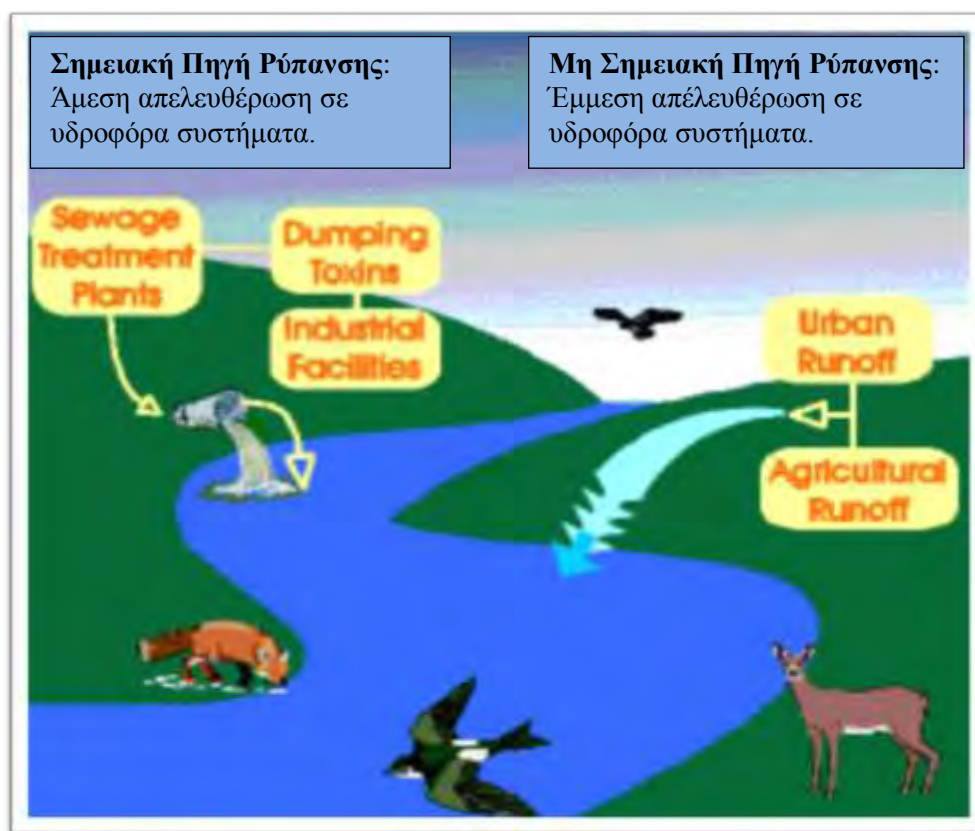 Σημειακή Πηγή Ρύπανσης:
Άμεση απελευθέρωση σε
υδροφόρα συστήματα.
Μη Σημειακή Πηγή Ρύπανσης:
Έμμεση απέλευθέρωση σε
υδροφόρα συστήματα.
Sewage
Treatment
Plants
Dumping
Toxins
Industrial
Facilities
Urban
Runoff
Agricultural
Runoff